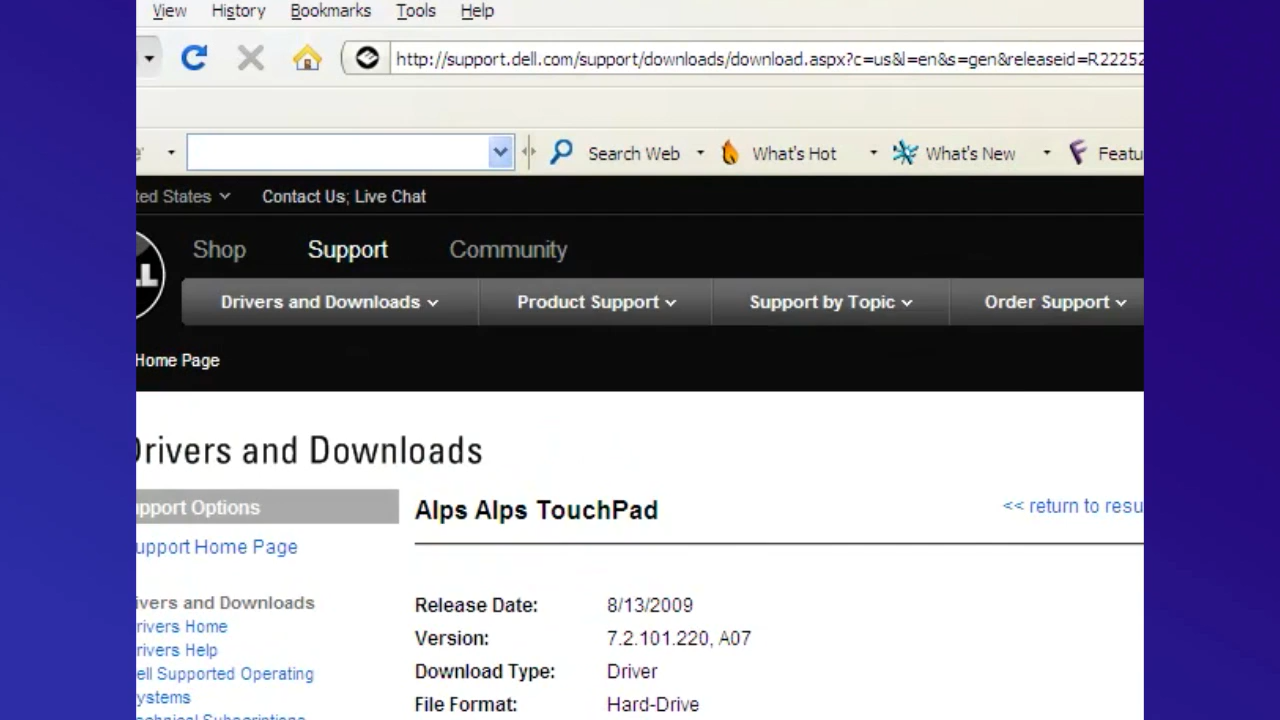 View History Bookmarks Tools Help
http://support.dell.com/support/downloads/download.aspx?c=us&l=en&s=gen&releaseid=R22252
Search Web What's Hot What's New Featu
ted States Contact Us; Live Chat
Shop Support Community
Drivers and Downloads Product Support Support by Topic Order Support
Home Page
Drivers and Downloads
pport Options
Alps Alps TouchPad
<< return to resu
upport Home Page
ivers and Downloads
rivers Home
rivers Help
ell Supported Operating
ystems
Technical Subscriptions
Release Date: 8/13/2009
Version: 7.2.101.220, A07
Download Type: Driver
File Format: Hard-Drive